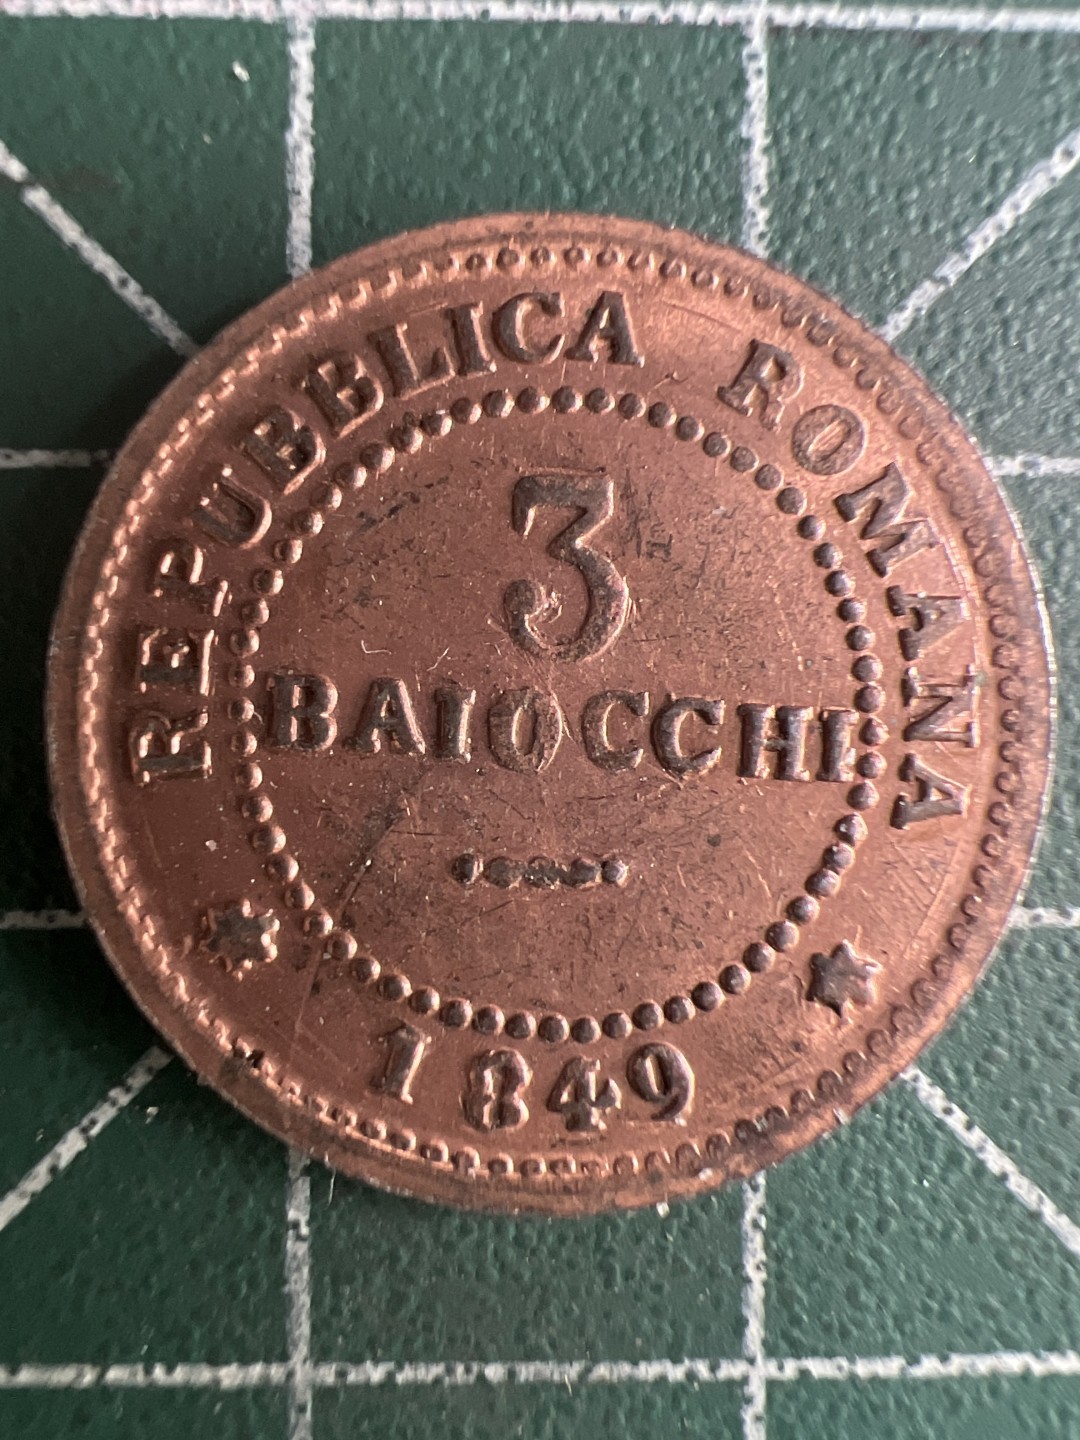 REPUBBLICA ROMANA
3
BAIOCCHI
1849